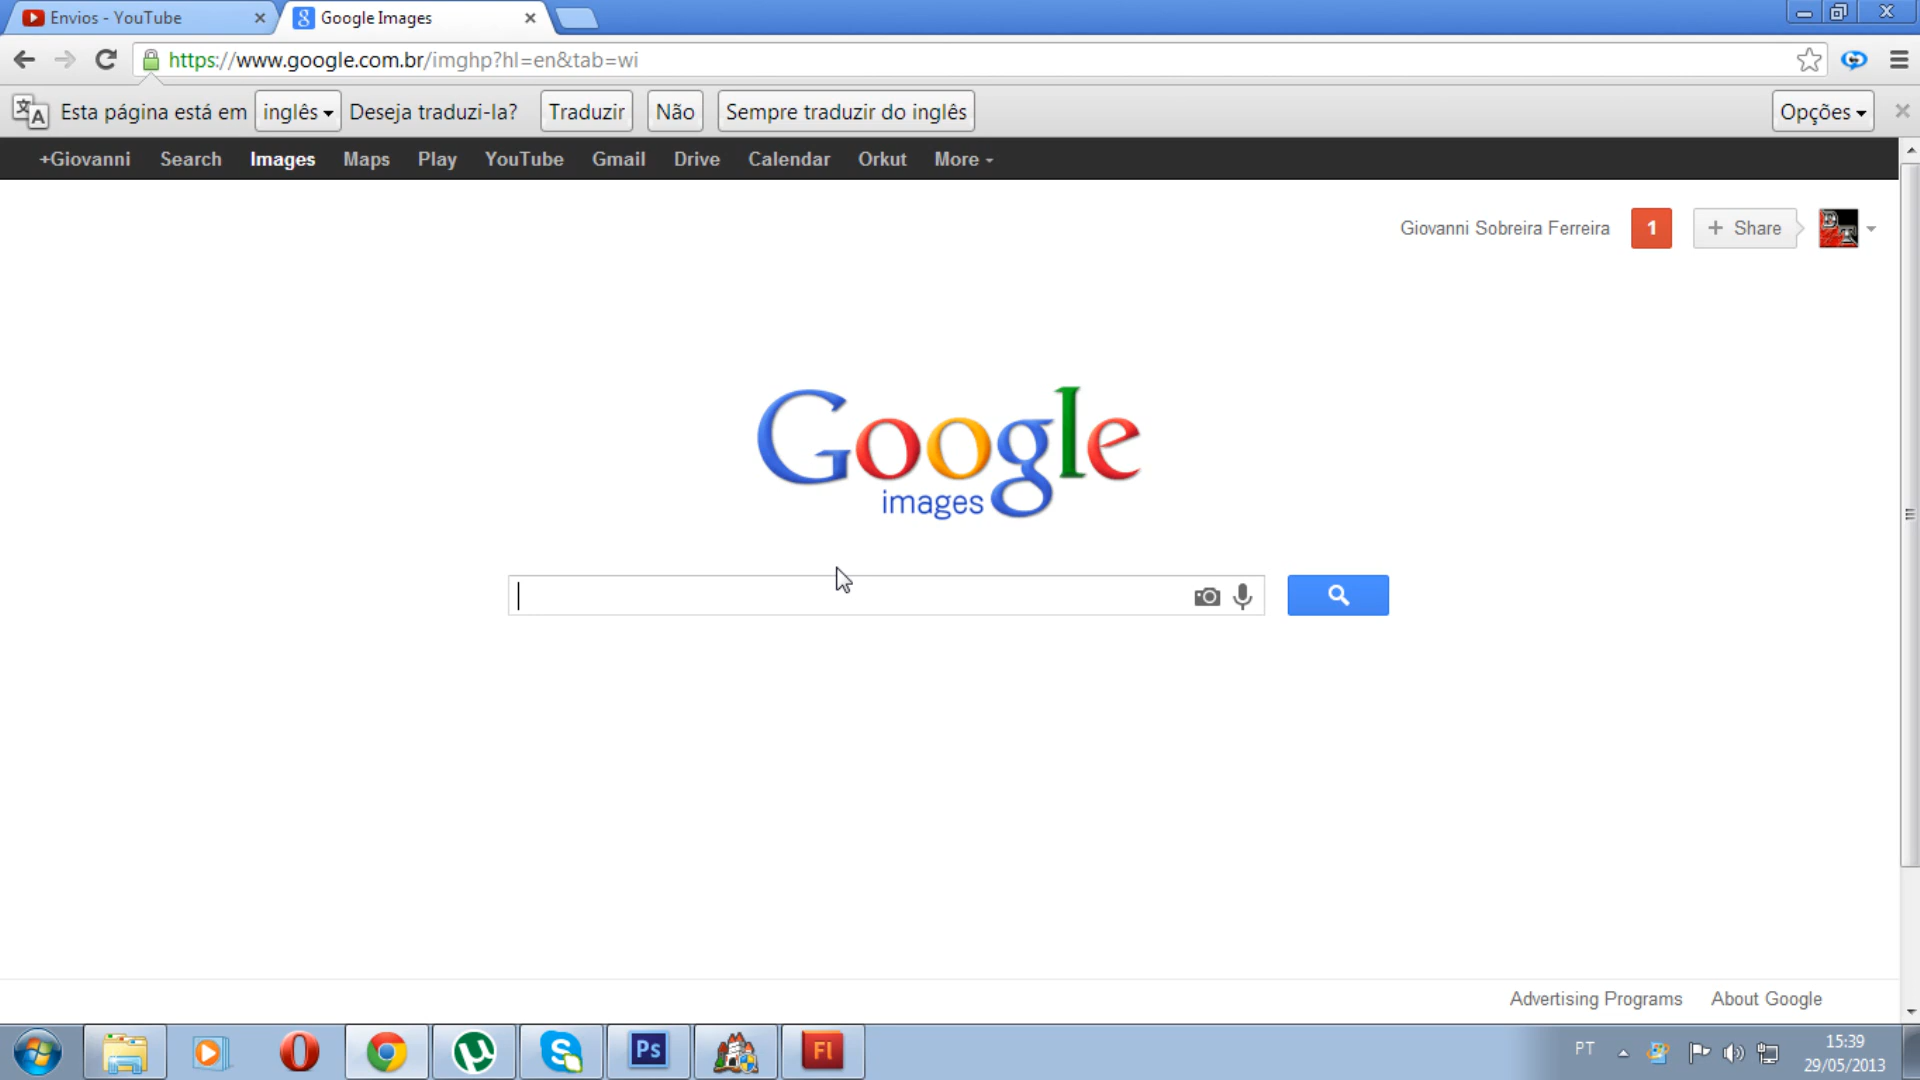 Envios - YouTube
Google Images
https://www.google.com.br/imghp?hl=en&tab=wi
Esta página está em inglês Deseja traduzi-la? Traduzir Não Sempre traduzir do inglês Opções
+Giovanni Search Images Maps Play YouTube Gmail Drive Calendar Orkut More
Giovanni Sobreira Ferreira 1 + Share
Google
images
Advertising Programs About Google
Ps
Fl
PT
15:39
29/05/2013